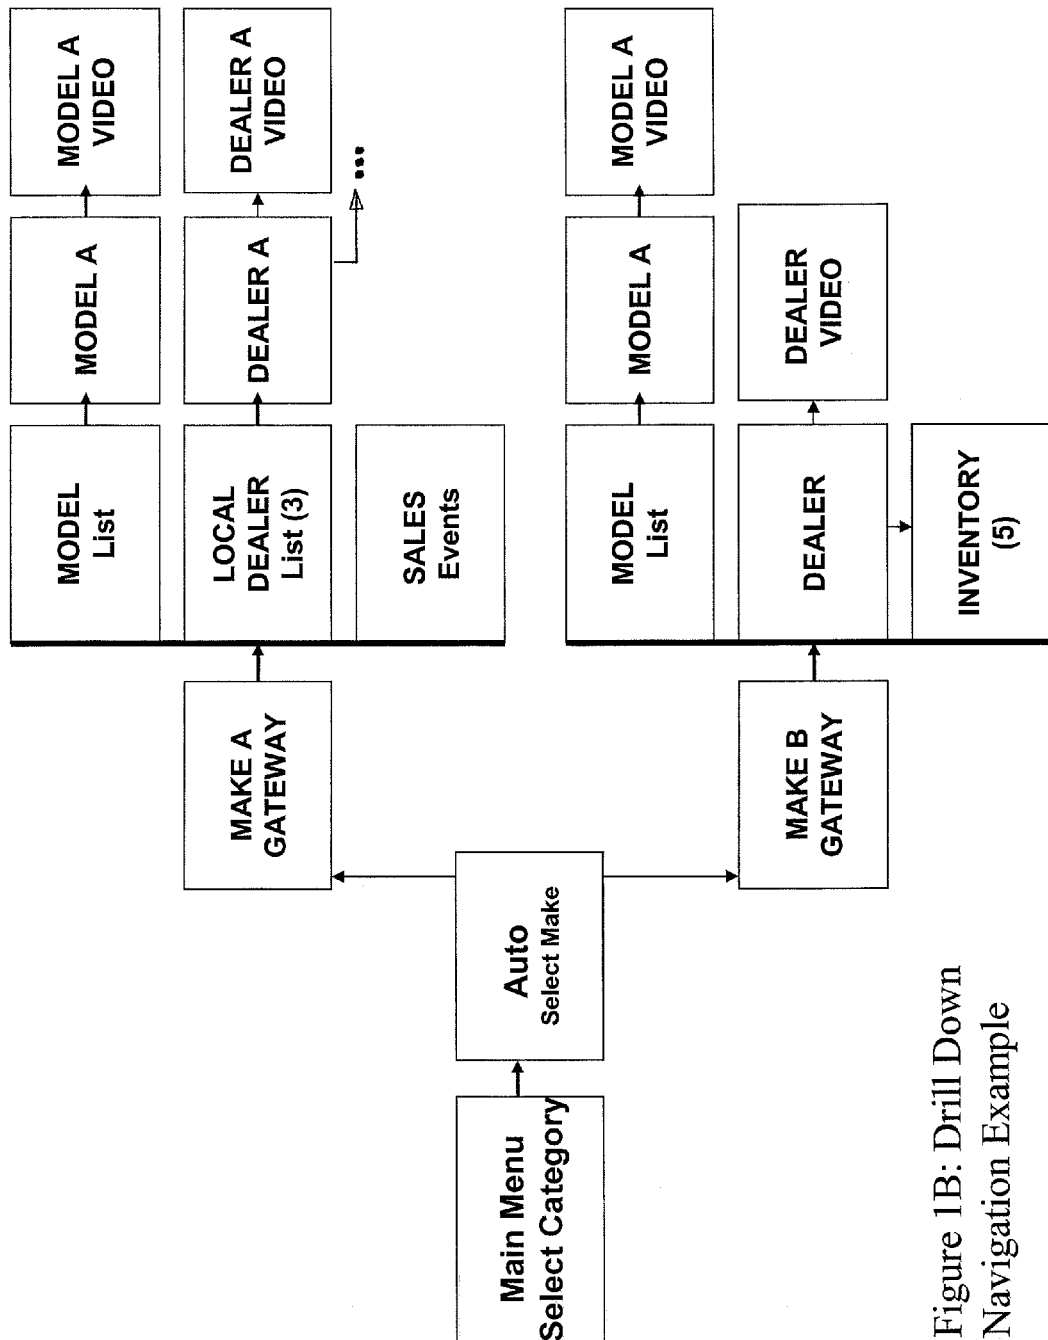 Main Menu
Select Category
Auto
Select Make
MAKE A
GATEWAY
MODEL
List
MODEL A
MODEL A
VIDEO
LOCAL
DEALER
List (3)
DEALER A
DEALER A
VIDEO
...
SALES
Events
MAKE B
GATEWAY
MODEL
List
MODEL A
MODEL A
VIDEO
DEALER
DEALER
VIDEO
INVENTORY
(5)
Figure 1B: Drill Down
Navigation Example